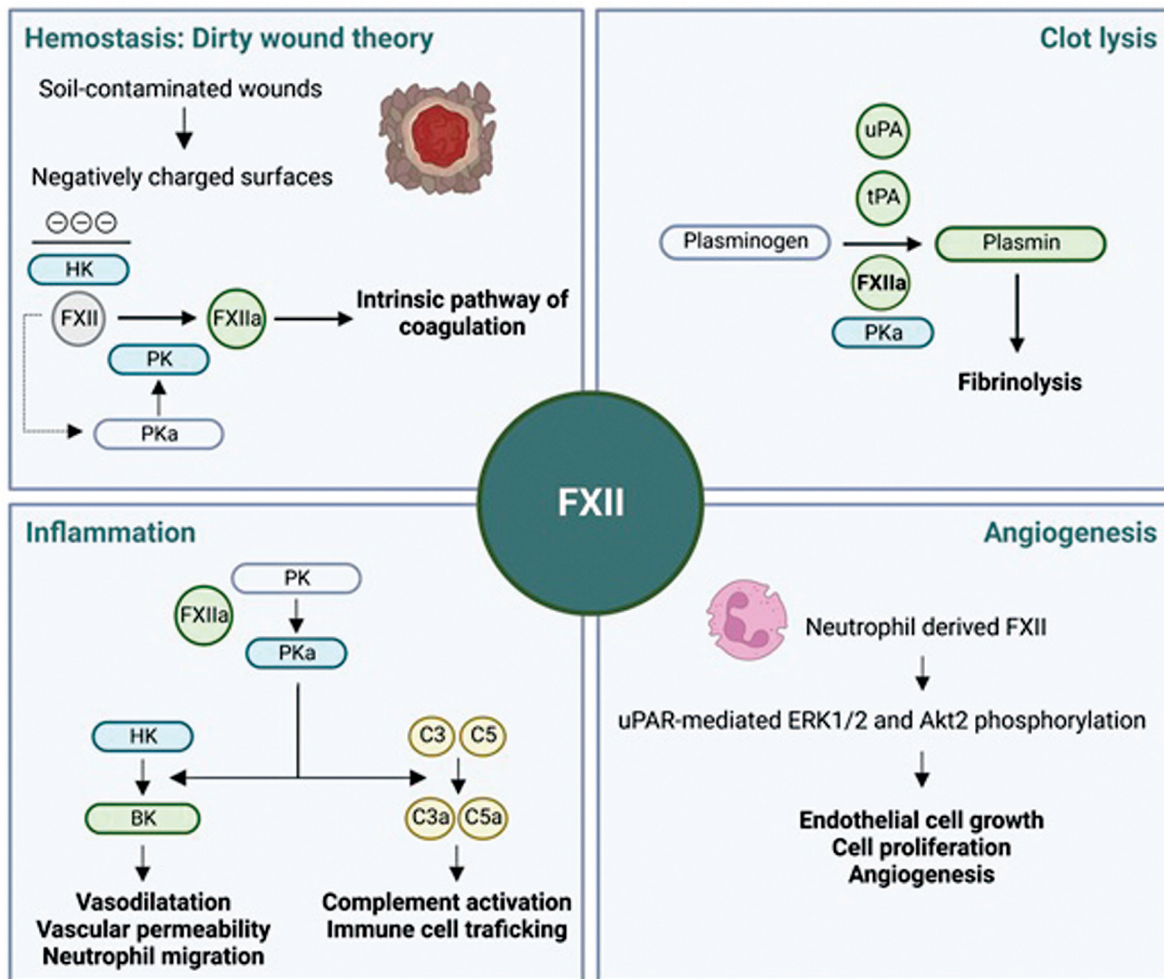 Hemostasis: Dirty wound theory
Soil-contaminated wounds
Negatively charged surfaces
HK
FXII
FXIIa
Intrinsic pathway of
coagulation
PK
PKa
Clot lysis
uPA
tPA
Plasminogen
Plasmin
FXIIa
PKa
Fibrinolysis
FXII
Inflammation
PK
FXIIa
PKa
HK
C3
C5
BK
C3a
C5a
Vasodilatation
Vascular permeability
Neutrophil migration
Complement activation
Immune cell traficking
Angiogenesis
Neutrophil derived FXII
uPAR-mediated ERK1/2 and Akt2 phosphorylation
Endothelial cell growth
Cell proliferation
Angiogenesis